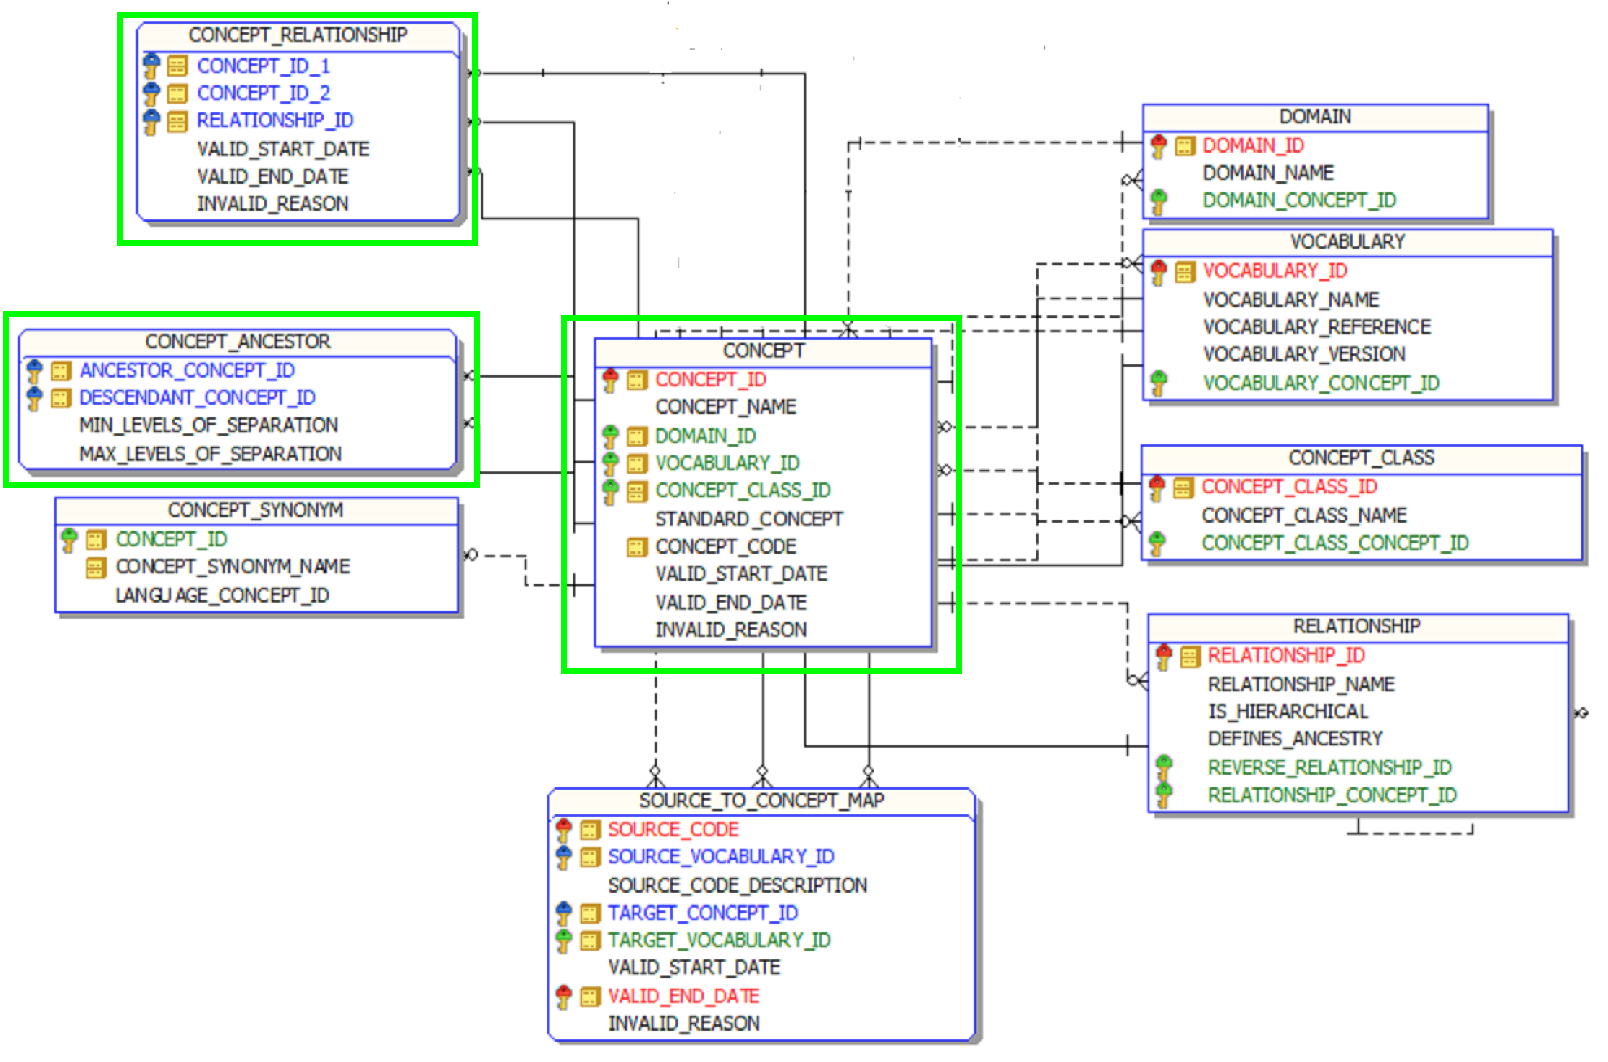 CONCEPT_RELATIONSHIP
CONCEPT_ID_1
CONCEPT_ID_2
RELATIONSHIP_ID
VALID_START_DATE
VALID_END_DATE
INVALID_REASON
CONCEPT_ANCESTOR
ANCESTOR_CONCEPT_ID
DESCENDANT_CONCEPT_ID
MIN_LEVELS_OF_SEPARATION
MAX_LEVELS_OF_SEPARATION
CONCEPT_SYNONYM
CONCEPT_ID
CONCEPT_SYNONYM_NAME
LANGUAGE_CONCEPT_ID
CONCEPT
CONCEPT_ID
CONCEPT_NAME
DOMAIN_ID
VOCABULARY_ID
CONCEPT_CLASS_ID
STANDARD_CONCEPT
CONCEPT_CODE
VALID_START_DATE
VALID_END_DATE
INVALID_REASON
SOURCE_TO_CONCEPT_MAP
SOURCE_CODE
SOURCE_VOCABULARY_ID
SOURCE_CODE_DESCRIPTION
TARGET_CONCEPT_ID
TARGET_VOCABULARY_ID
VALID_START_DATE
VALID_END_DATE
INVALID_REASON
DOMAIN
DOMAIN_ID
DOMAIN_NAME
DOMAIN_CONCEPT_ID
VOCABULARY
VOCABULARY_ID
VOCABULARY_NAME
VOCABULARY_REFERENCE
VOCABULARY_VERSION
VOCABULARY_CONCEPT_ID
CONCEPT_CLASS
CONCEPT_CLASS_ID
CONCEPT_CLASS_NAME
CONCEPT_CLASS_CONCEPT_ID
RELATIONSHIP
RELATIONSHIP_ID
RELATIONSHIP_NAME
IS_HIERARCHICAL
DEFINES_ANCESTRY
REVERSE_RELATIONSHIP_ID
RELATIONSHIP_CONCEPT_ID